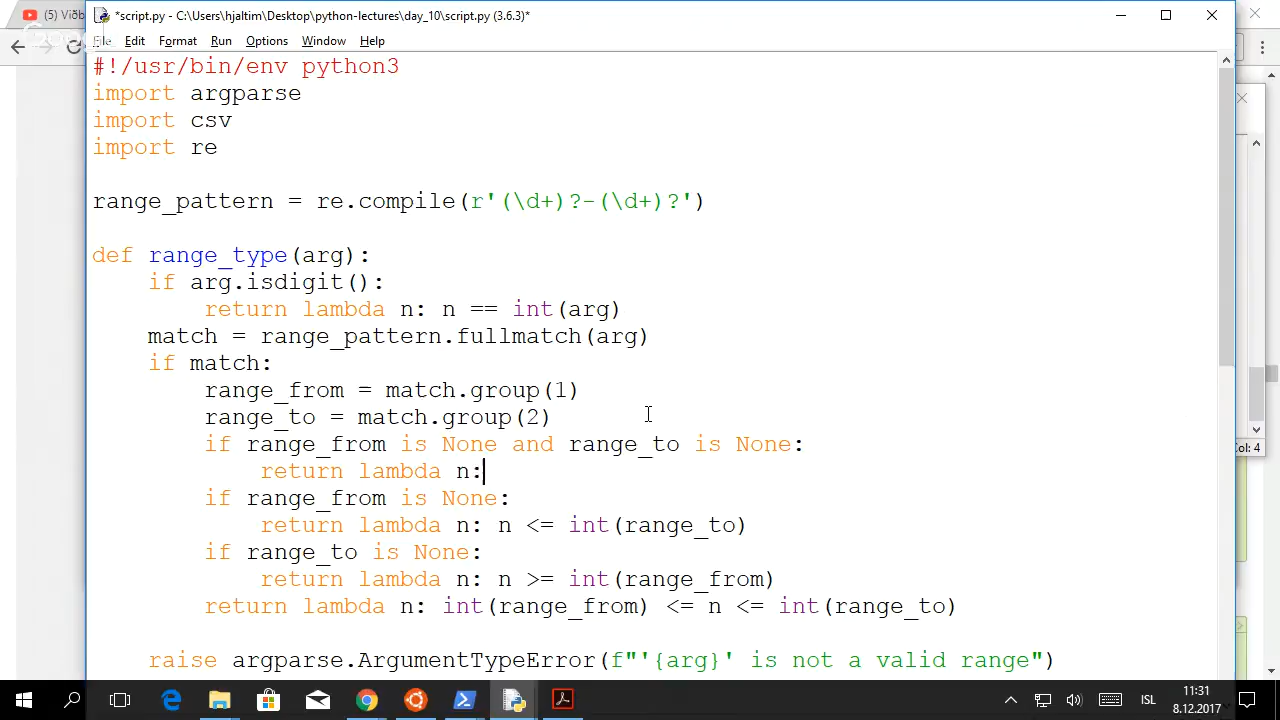 (5) Viðb
*script.py - C:\Users\hjaltim\Desktop\python-lectures\day_10\script.py (3.6.3)*
File Edit Format Run Options Window Help
#!/usr/bin/env python3
import argparse
import csv
import re
range_pattern = re.compile(r'(\d+)?-(\d+)?')
def range_type(arg):
    if arg.isdigit():
        return lambda n: n == int(arg)
    match = range_pattern.fullmatch(arg)
    if match:
        range_from = match.group(1)
        range_to = match.group(2)
        if range_from is None and range_to is None:
            return lambda n:
        if range_from is None:
            return lambda n: n <= int(range_to)
        if range_to is None:
            return lambda n: n >= int(range_from)
        return lambda n: int(range_from) <= n <= int(range_to)
    raise argparse.ArgumentTypeError(f"'{arg}' is not a valid range")
Col: 4
ISL
11:31
8.12.2017